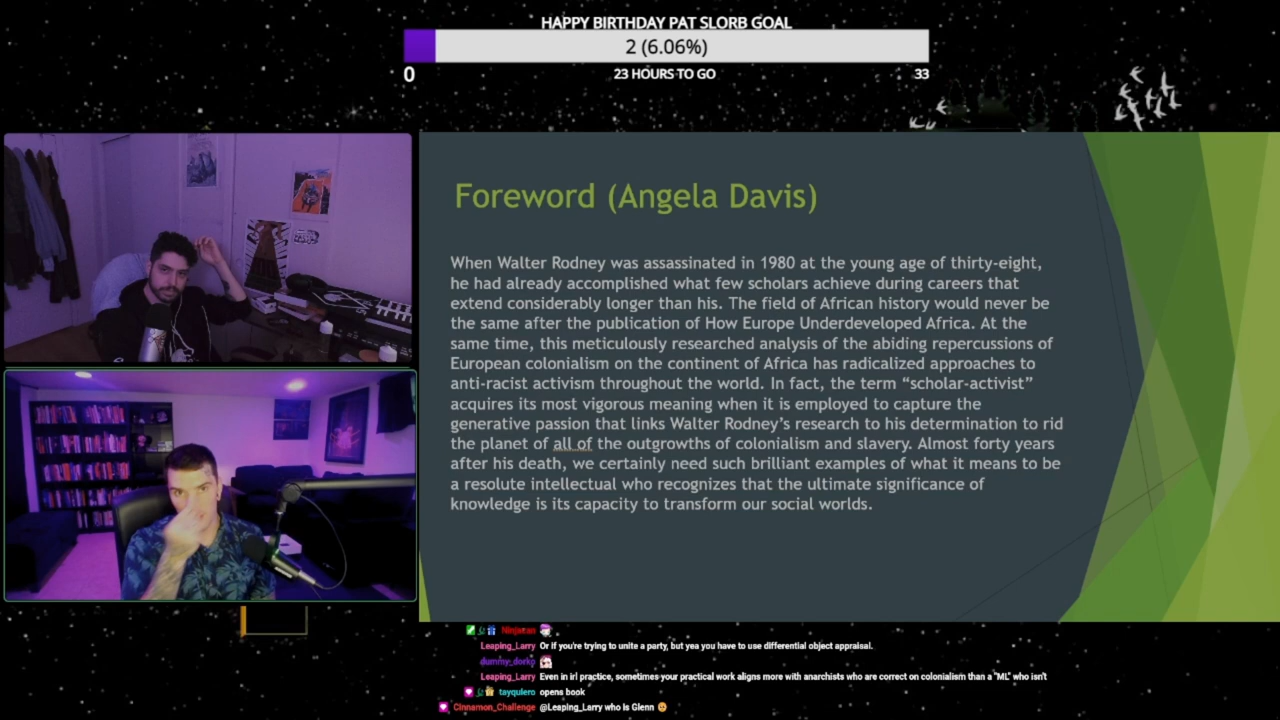 HAPPY BIRTHDAY PAT SLORB GOAL
2 (6.06%)
0
23 HOURS TO GO
33
Foreword (Angela Davis)
When Walter Rodney was assassinated in 1980 at the young age of thirty-eight,
he had already accomplished what few scholars achieve during careers that
extend considerably longer than his. The field of African history would never be
the same after the publication of How Europe Underdeveloped Africa. At the
same time, this meticulously researched analysis of the abiding repercussions of
European colonialism on the continent of Africa has radicalized approaches to
anti-racist activism throughout the world. In fact, the term “scholar-activist”
acquires its most vigorous meaning when it is employed to capture the
generative passion that links Walter Rodney’s research to his determination to rid
the planet of all of the outgrowths of colonialism and slavery. Almost forty years
after his death, we certainly need such brilliant examples of what it means to be
a resolute intellectual who recognizes that the ultimate significance of
knowledge is its capacity to transform our social worlds.
Leaping_Larry Or if you're trying to unite a party, but yea you have to use differential object appraisal.
dummy_dorko
Leaping_Larry Even in irl practice, sometimes your practical work aligns more with anarchists who are correct on colonialism than a "ML" who isn't
tayqulero opens book
Cinnamon_Challenge @Leaping_Larry who is Glenn